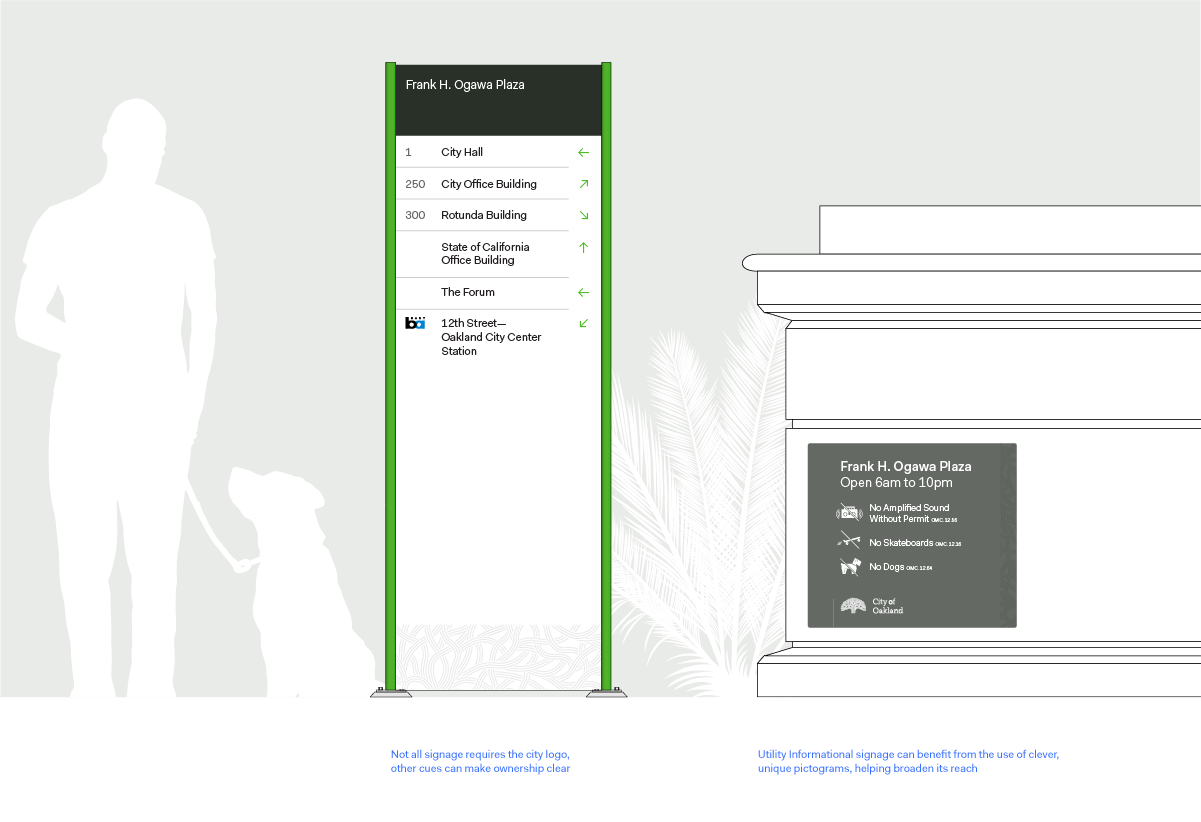 Frank H. Ogawa Plaza
1 City Hall ←
250 City Office Building ↗
300 Rotunda Building ↘
State of California ↑
Office Building
The Forum ←
ba 12th Street— ↙
Oakland City Center
Station
Frank H. Ogawa Plaza
Open 6am to 10pm
No Amplified Sound
Without Permit OMC.12.56
No Skateboards OMC.12.16
No Dogs OMC.12.64
City of
Oakland
Not all signage requires the city logo,
other cues can make ownership clear
Utility Informational signage can benefit from the use of clever,
unique pictograms, helping broaden its reach